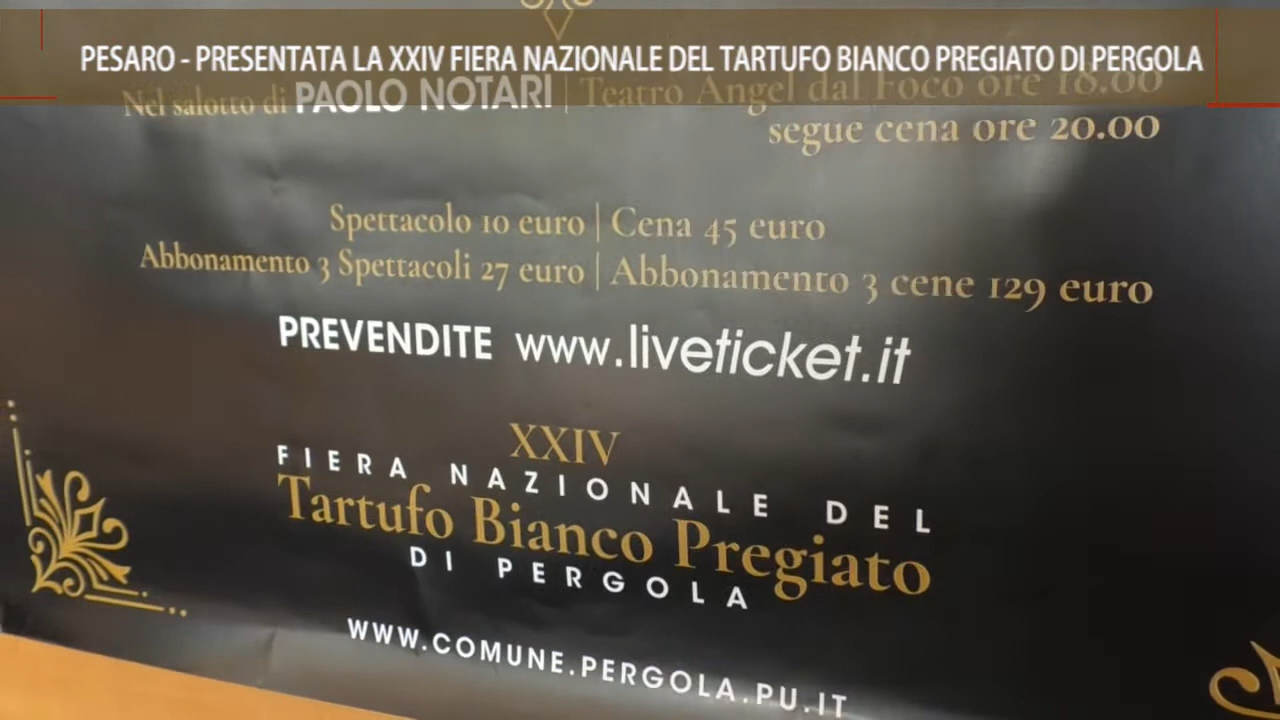 PESARO - PRESENTATA LA XXIV FIERA NAZIONALE DEL TARTUFO BIANCO PREGIATO DI PERGOLA
Nel salotto di PAOLO NOTARI | Teatro Angel dal Foco ore 18.00
segue cena ore 20.00
Spettacolo 10 euro | Cena 45 euro
Abbonamento 3 Spettacoli 27 euro | Abbonamento 3 cene 129 euro
PREVENDITE www.liveticket.it
XXIV
FIERA NAZIONALE DEL
Tartufo Bianco Pregiato
DI PERGOLA
WWW.COMUNE.PERGOLA.PU.IT